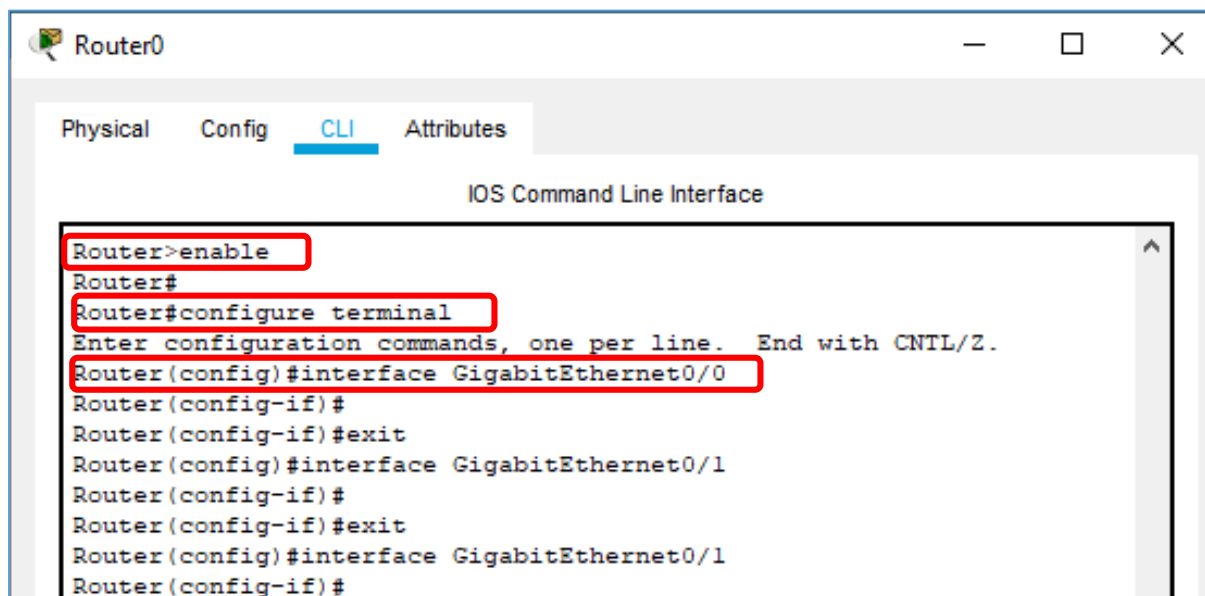 Router0
Physical Config CLI Attributes
IOS Command Line Interface
Router>enable
Router#
Router#configure terminal
Enter configuration commands, one per line.  End with CNTL/Z.
Router(config)#interface GigabitEthernet0/0
Router(config-if)#
Router(config-if)#exit
Router(config)#interface GigabitEthernet0/1
Router(config-if)#
Router(config-if)#exit
Router(config)#interface GigabitEthernet0/1
Router(config-if)#